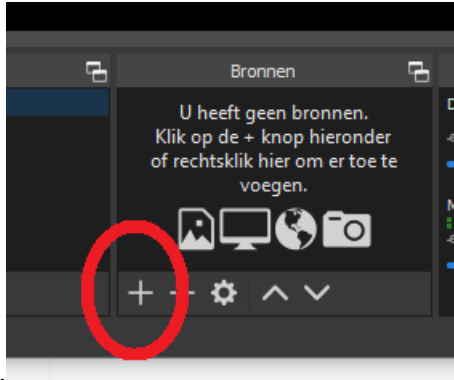 Bronnen
U heeft geen bronnen.
Klik op de + knop hieronder
of rechtsklik hier om er toe te
voegen.